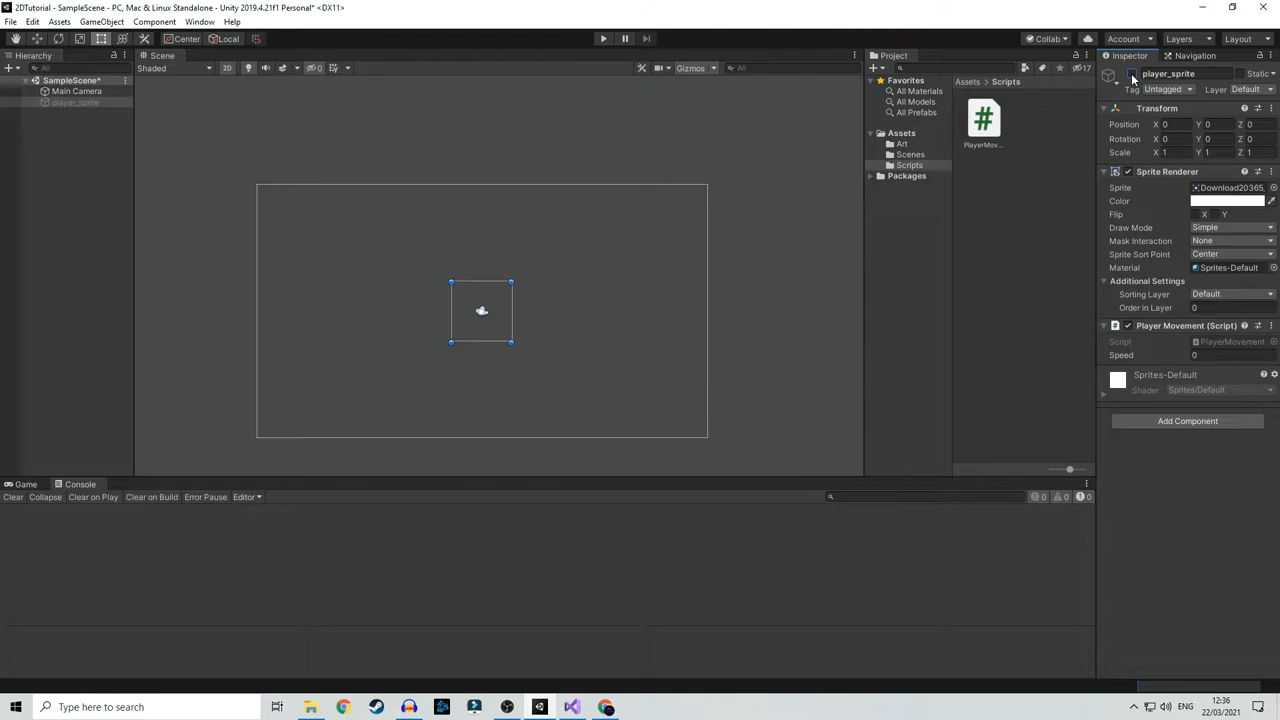 2DTutorial - SampleScene - PC, Mac & Linux Standalone - Unity 2019.4.21f1 Personal* <DX11>
File Edit Assets GameObject Component Window Help
Center Local Collab Account Layers Layout
Hierarchy Scene Project Inspector Navigation
All Shaded 2D 0 Gizmos All 17
SampleScene*
Main Camera
player_sprite
Favorites
All Materials
All Models
All Prefabs
Assets
Art
Scenes
Scripts
Packages
Assets Scripts
PlayerMov...
player_sprite Static
Tag Untagged Layer Default
Transform
Position X 0 Y 0 Z 0
Rotation X 0 Y 0 Z 0
Scale X 1 Y 1 Z 1
Sprite Renderer
Sprite Download20365_
Color
Flip X Y
Draw Mode Simple
Mask Interaction None
Sprite Sort Point Center
Material Sprites-Default
Additional Settings
Sorting Layer Default
Order in Layer 0
Player Movement (Script)
Script PlayerMovement
Speed 0
Sprites-Default
Shader Sprites/Default
Add Component
Game Console
Clear Collapse Clear on Play Clear on Build Error Pause Editor 0 0 0
Type here to search
ENG
12:36
22/03/2021